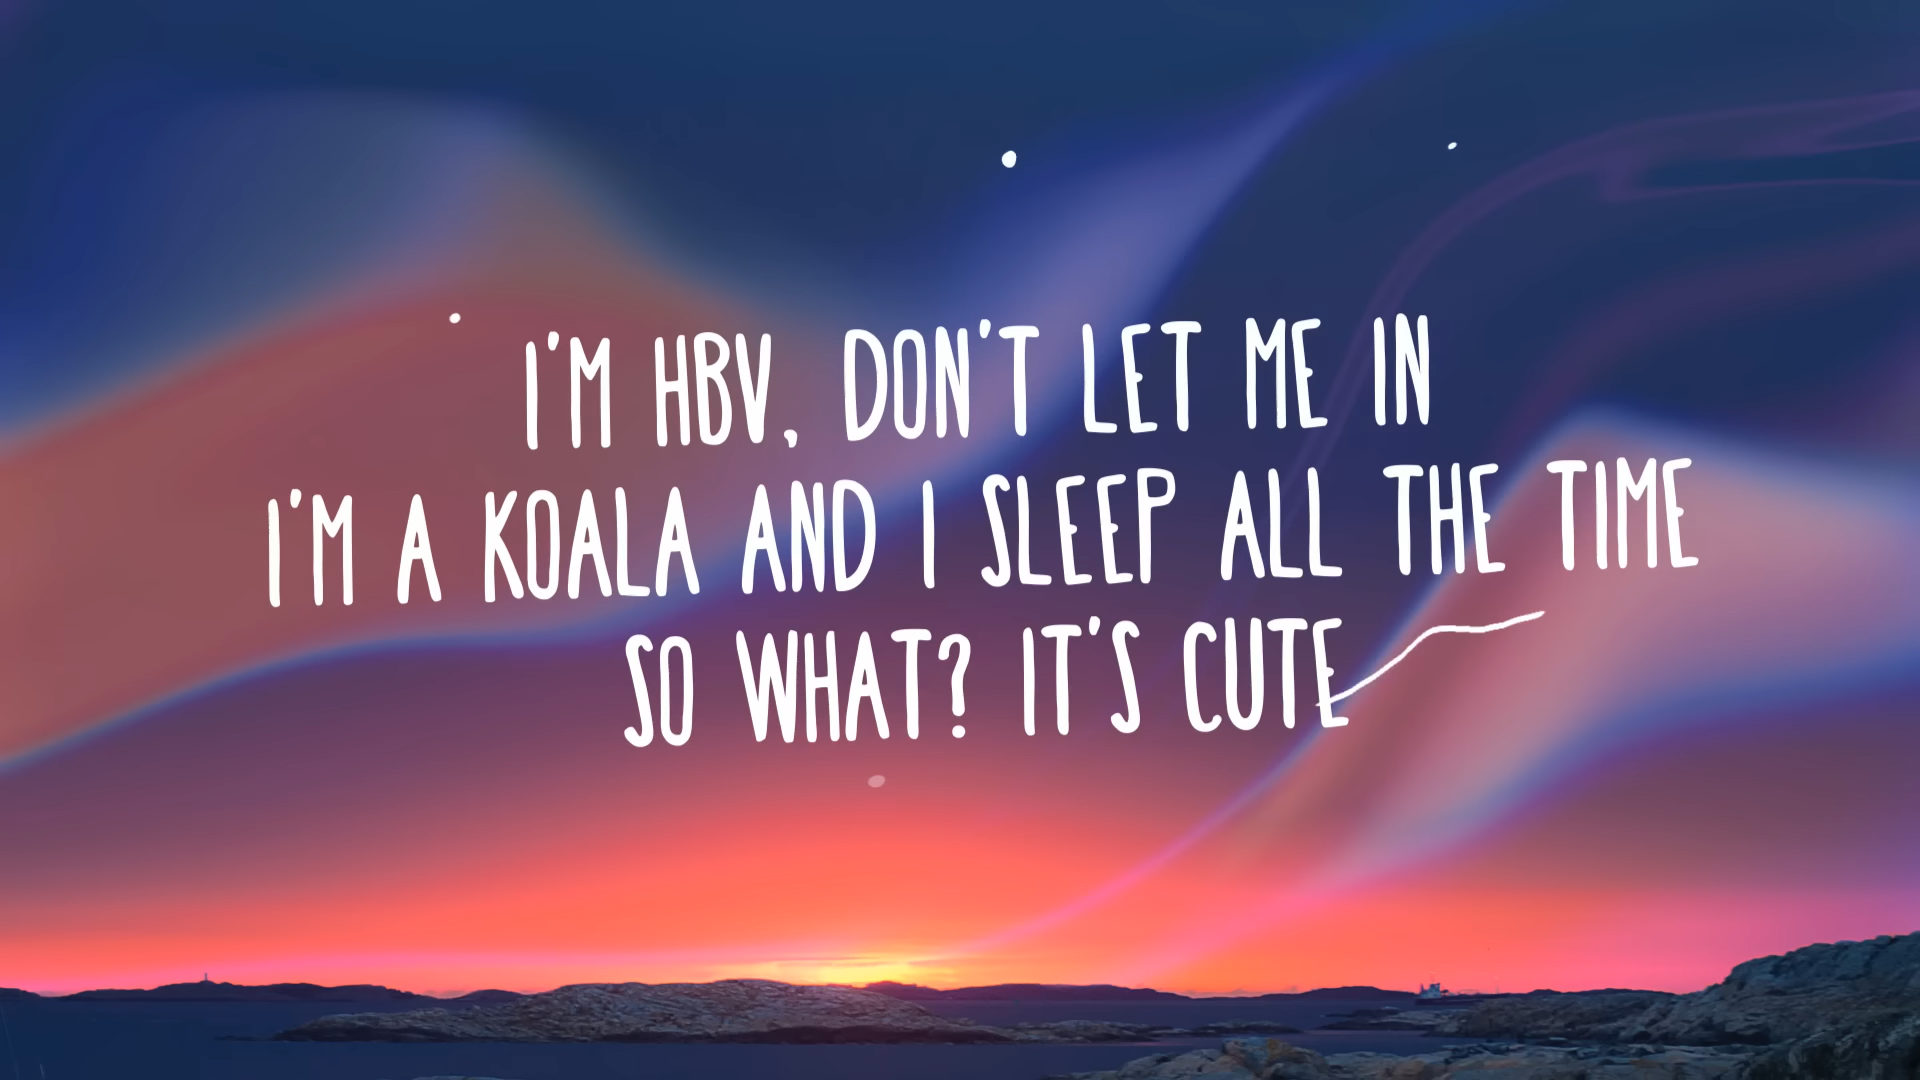 I'M HBV, DON'T LET ME IN
I'M A KOALA AND I SLEEP ALL THE TIME
SO WHAT? IT'S CUTE